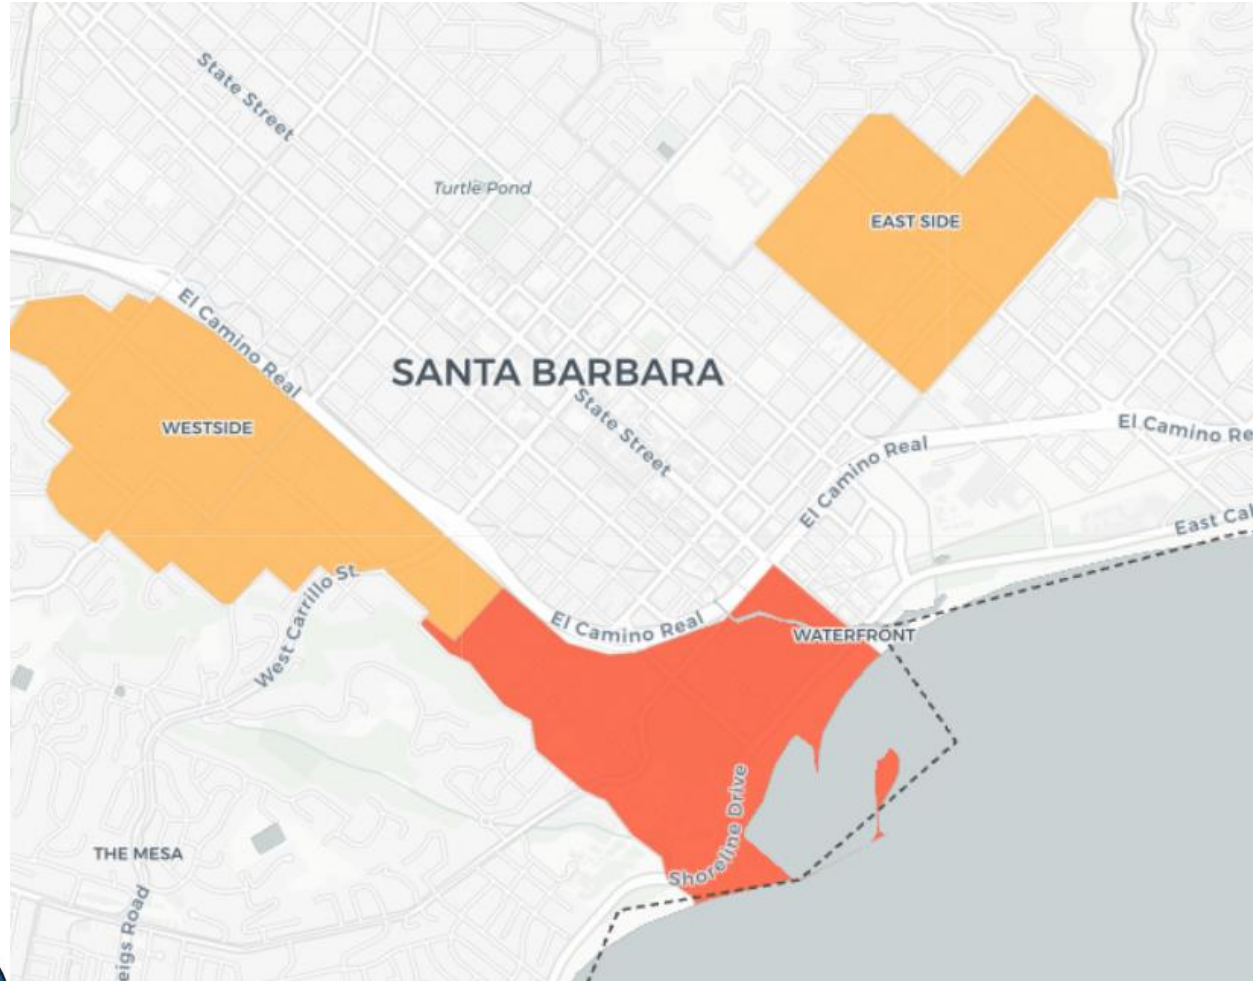 State Street
Turtle Pond
EAST SIDE
El Camino Real
SANTA BARBARA
State Street
WESTSIDE
El Camino Real
El Camino Re
East Cal
West Carrillo St.
El Camino Real
WATERFRONT
Shoreline Drive
THE MESA
eigs Road